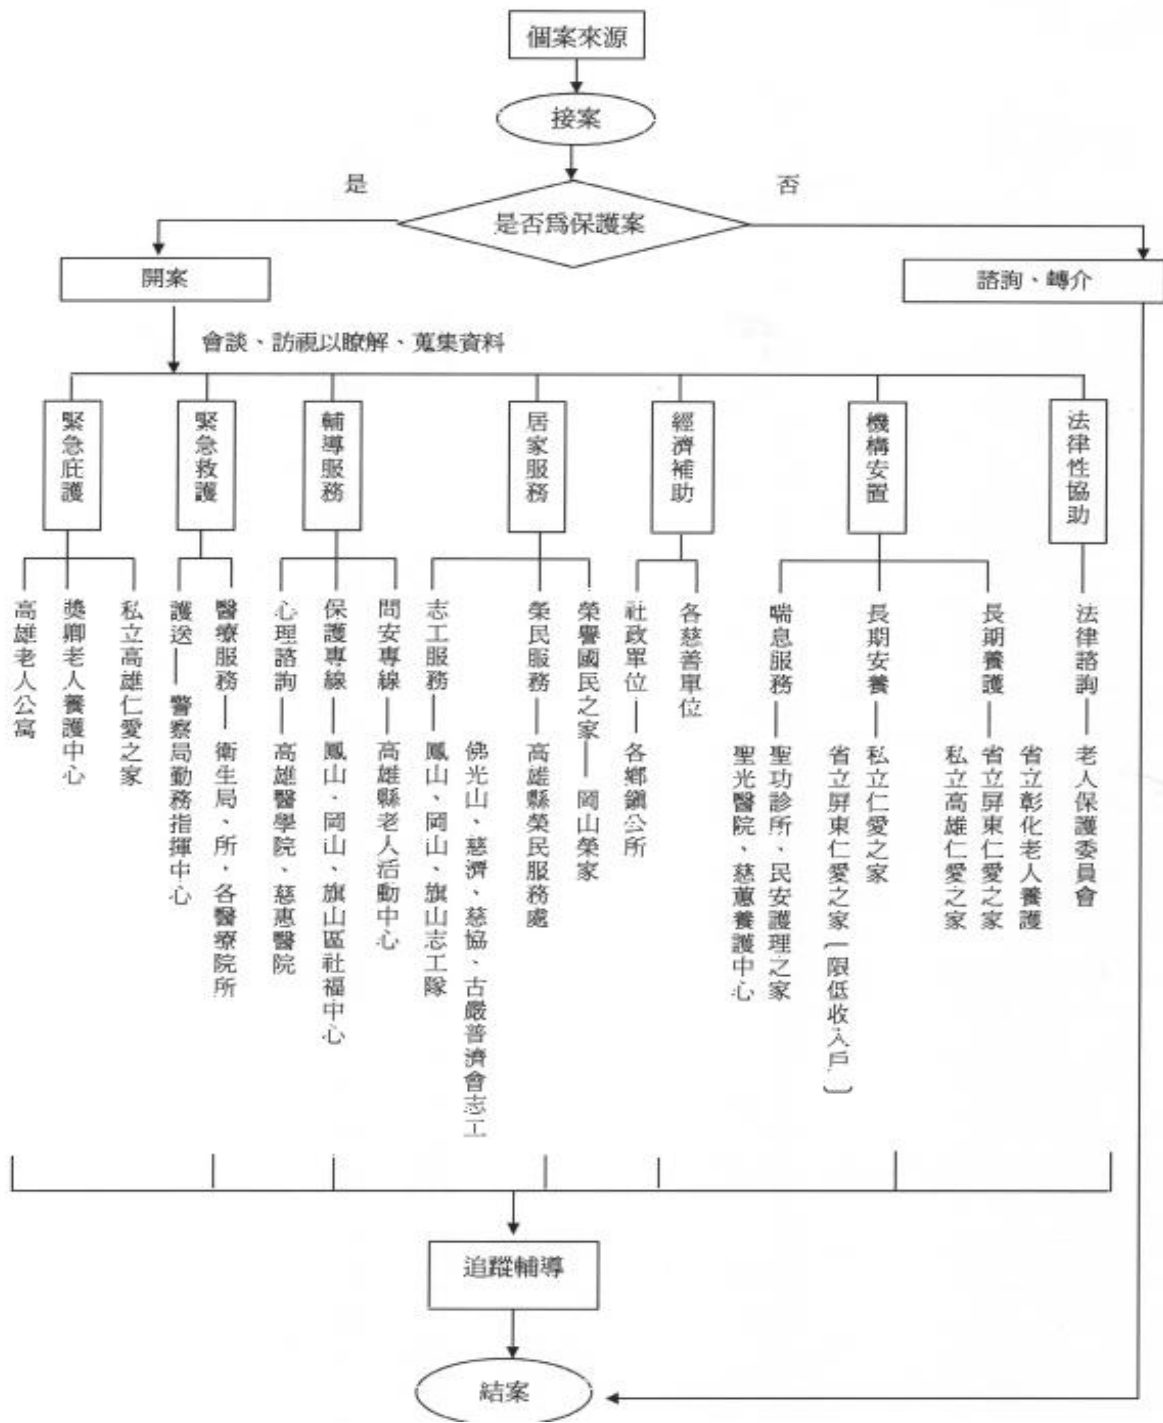 個案來源
接案
是
否
是否爲保護案
開案
諮詢、轉介
會談、訪視以瞭解、蒐集資料
緊急庇護
緊急救護
輔導服務
居家服務
經濟補助
機構安置
法律性協助
高雄老人公寓
獎卿老人養護中心
私立高雄仁愛之家
護送—警察局勤務指揮中心
醫療服務—衛生局、所、各醫療院所
心理諮詢—高雄醫學院、慈惠醫院
保護專線—鳳山、岡山、旗山區社福中心
問安專線—高雄縣老人活動中心
志工服務—鳳山、岡山、旗山志工隊
佛光山、慈濟、慈協、古嚴普濟會志工
榮民服務—高雄縣榮民服務處
榮譽國民之家—岡山榮家
社政單位—各鄉鎮公所
各慈善單位
喘息服務—聖功診所、民安護理之家
聖光醫院、慈蕙養護中心
長期安養—私立仁愛之家
省立屏東仁愛之家（限低收入戶）
長期養護—省立屏東仁愛之家
私立高雄仁愛之家
省立彰化老人養護
法律諮詢—老人保護委員會
追蹤輔導
結案